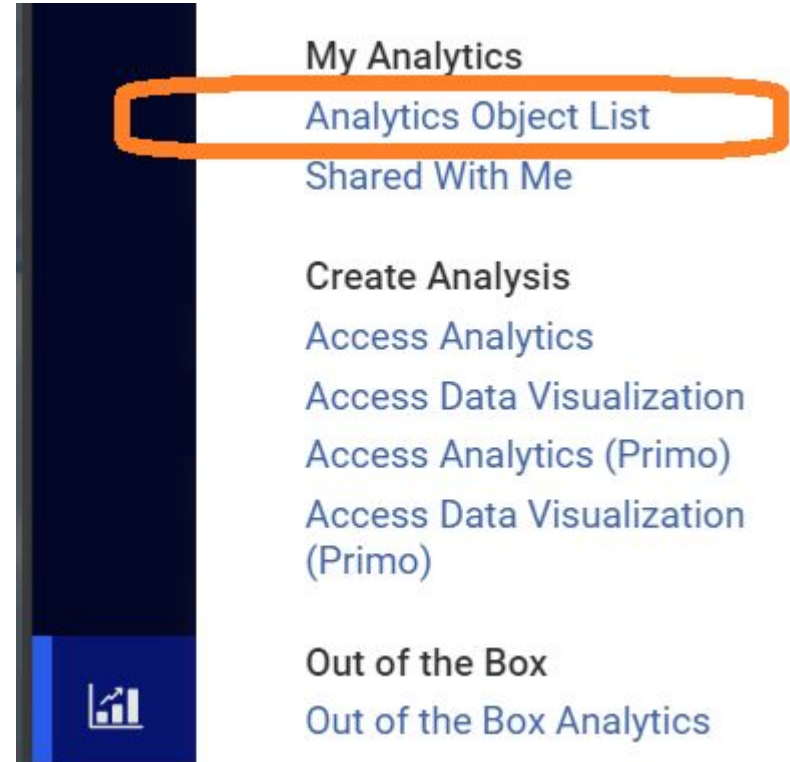 My Analytics
Analytics Object List
Shared With Me
Create Analysis
Access Analytics
Access Data Visualization
Access Analytics (Primo)
Access Data Visualization
(Primo)
Out of the Box
Out of the Box Analytics